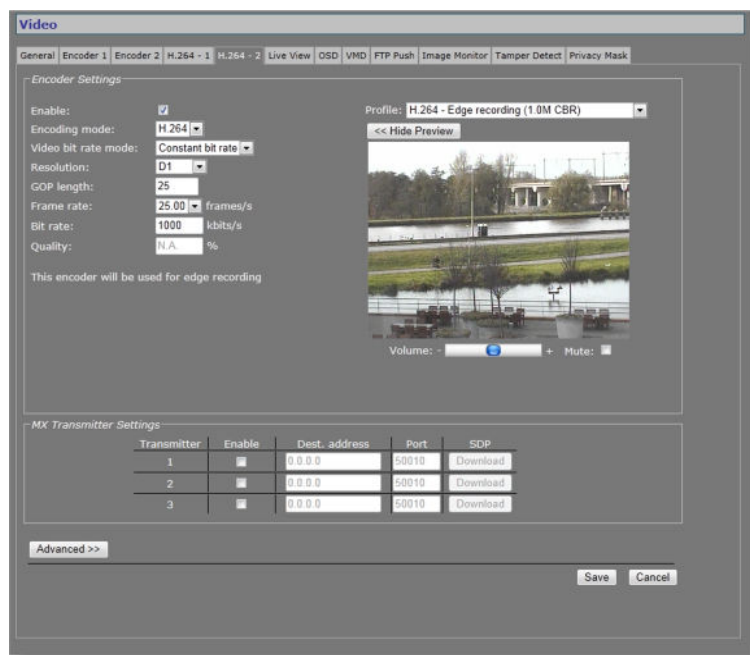 Video
General Encoder 1 Encoder 2 H.264 - 1 H.264 - 2 Live View OSD VMD FTP Push Image Monitor Tamper Detect Privacy Mask
Encoder Settings
Enable:
Profile: H.264 - Edge recording (1.0M CBR)
Encoding mode: H.264
<< Hide Preview
Video bit rate mode: Constant bit rate
Resolution: D1
GOP length: 25
Frame rate: 25.00 frames/s
Bit rate: 1000 kbits/s
Quality: N.A. %
This encoder will be used for edge recording
Volume: - + Mute:
MX Transmitter Settings
Transmitter Enable Dest. address Port SDP
1 0.0.0.0 50010 Download
2 0.0.0.0 50010 Download
3 0.0.0.0 50010 Download
Advanced >>
Save Cancel